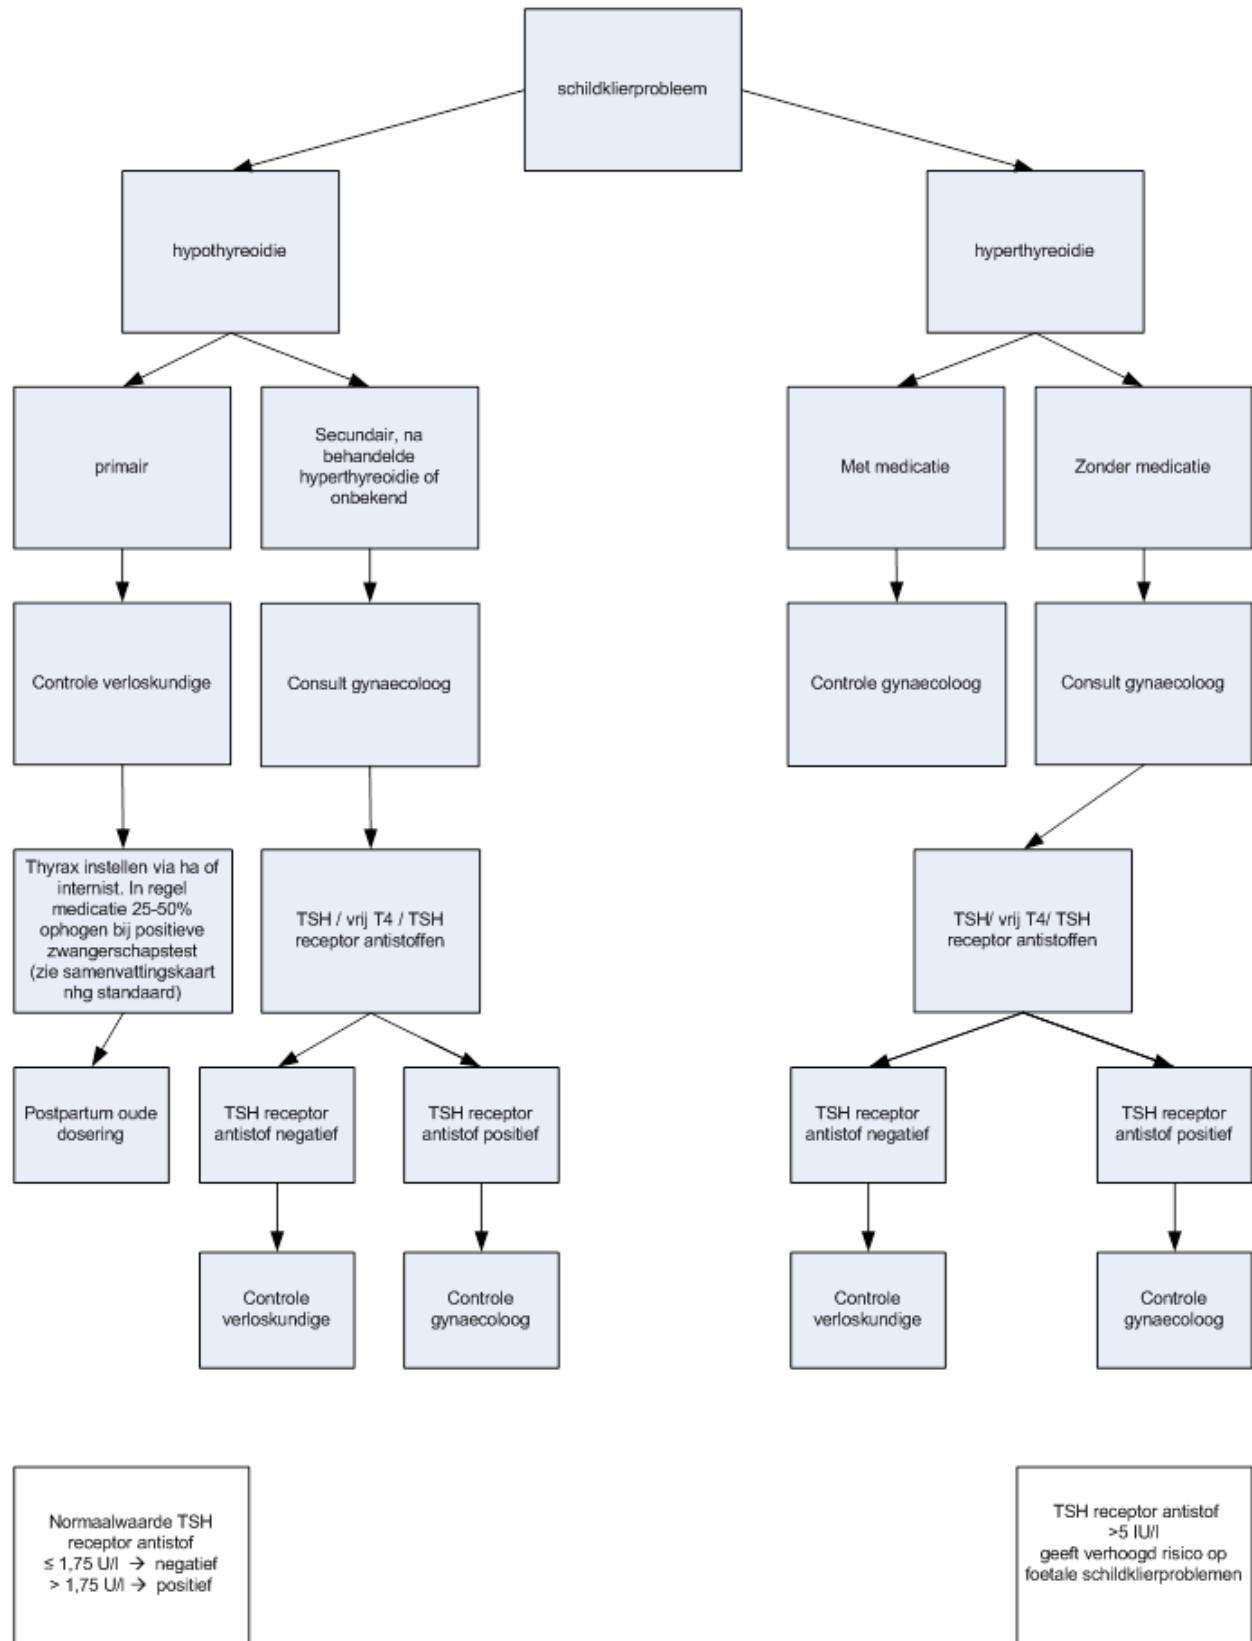 schildklierprobleem
hypothyreoidie
hyperthyreoidie
primair
Secundair, na
behandelde
hyperthyreoidie of
onbekend
Met medicatie
Zonder medicatie
Controle verloskundige
Consult gynaecoloog
Controle gynaecoloog
Consult gynaecoloog
Thyrax instellen via ha of
internist. In regel
medicatie 25-50%
ophogen bij positieve
zwangerschapstest
(zie samenvattingskaart
nhg standaard)
TSH / vrij T4 / TSH
receptor antistoffen
TSH/ vrij T4/ TSH
receptor antistoffen
Postpartum oude
dosering
TSH receptor
antistof negatief
TSH receptor
antistof positief
TSH receptor
antistof negatief
TSH receptor
antistof positief
Controle
verloskundige
Controle
gynaecoloog
Controle
verloskundige
Controle
gynaecoloog
Normaalwaarde TSH
receptor antistof
≤ 1,75 U/l → negatief
> 1,75 U/l → positief
TSH receptor antistof
>5 IU/l
geeft verhoogd risico op
foetale schildklierproblemen